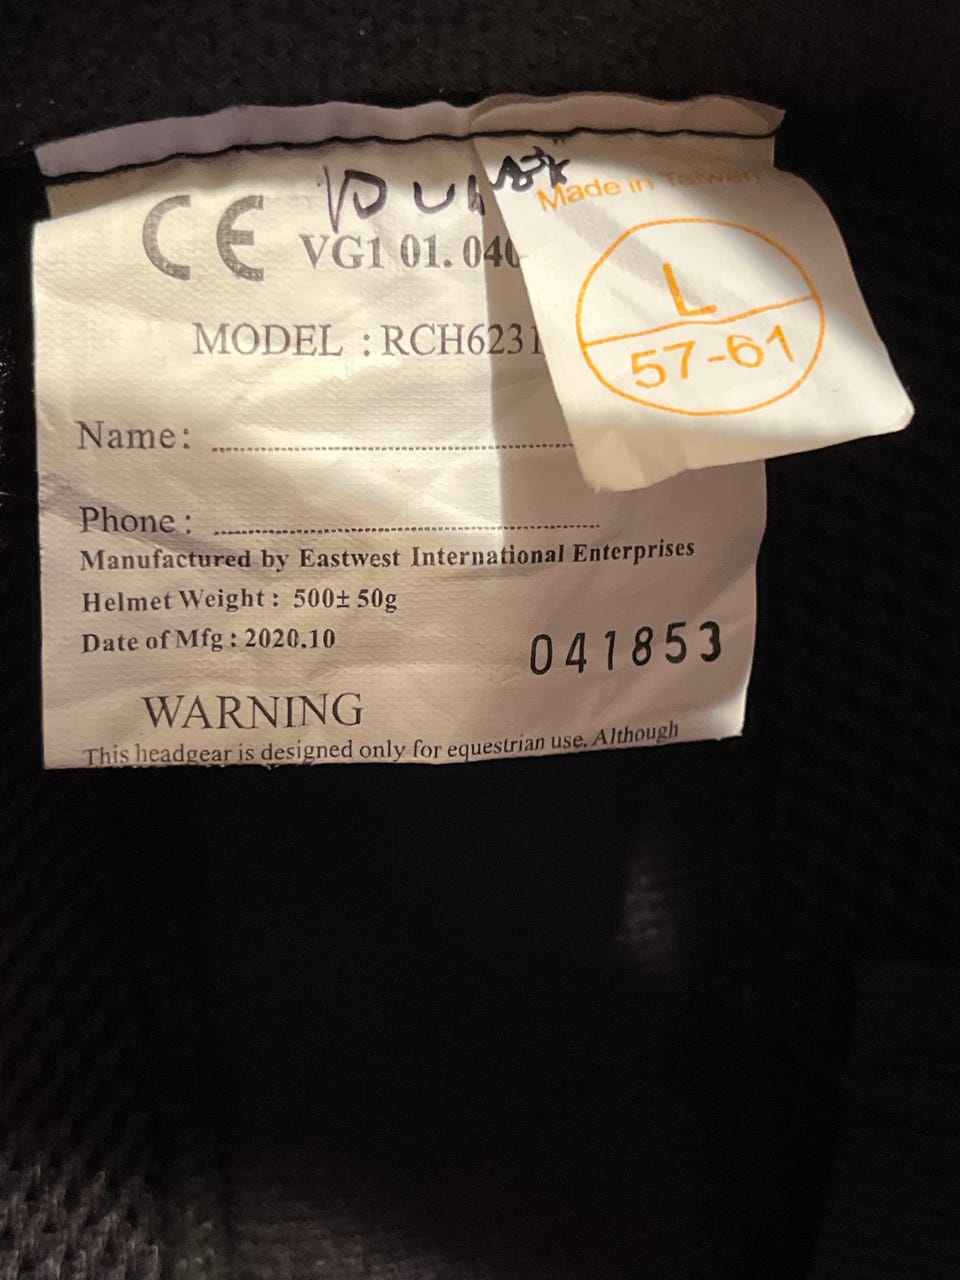 CE
VG1 01. 040
MODEL : RCH6231
Made in Taiwan
L
57-61
Name:
Phone:
Manufactured by Eastwest International Enterprises
Helmet Weight : 500± 50g
Date of Mfg : 2020.10
041853
WARNING
This headgear is designed only for equestrian use. Although